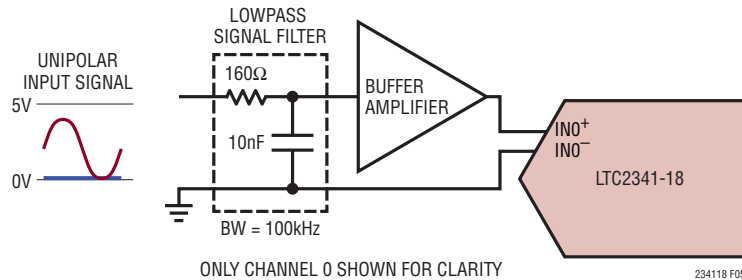 LOWPASS
SIGNAL FILTER
UNIPOLAR
INPUT SIGNAL
160Ω
BUFFER
AMPLIFIER
5V
IN0+
IN0−
10nF
LTC2341-18
0V
BW = 100kHz
ONLY CHANNEL 0 SHOWN FOR CLARITY
234118 F05